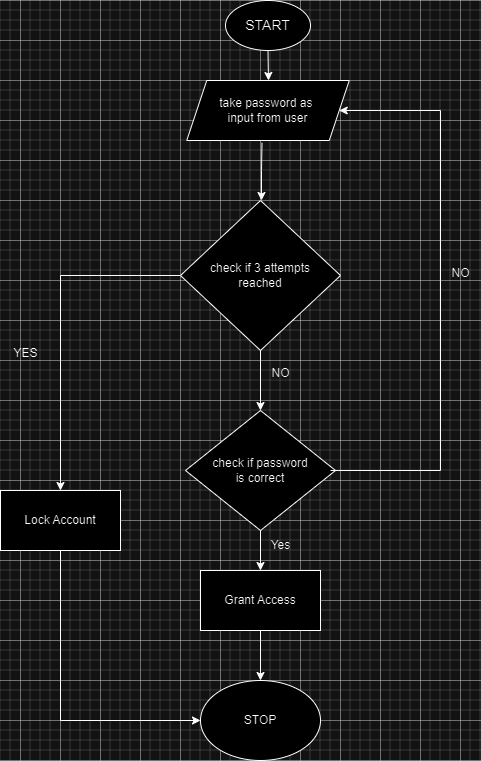 START
take password as
input from user
check if 3 attempts
reached
NO
YES
NO
check if password
is correct
Lock Account
Yes
Grant Access
STOP